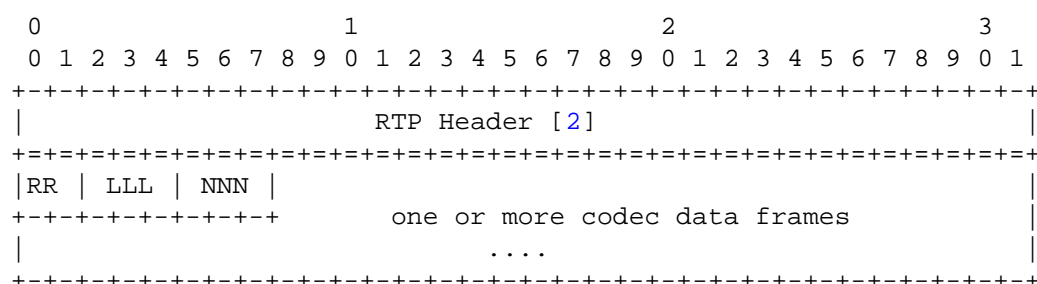 0                   1                   2                   3
 0 1 2 3 4 5 6 7 8 9 0 1 2 3 4 5 6 7 8 9 0 1 2 3 4 5 6 7 8 9 0 1
+-+-+-+-+-+-+-+-+-+-+-+-+-+-+-+-+-+-+-+-+-+-+-+-+-+-+-+-+-+-+-+-+
|                      RTP Header [2]                           |
+=+=+=+=+=+=+=+=+=+=+=+=+=+=+=+=+=+=+=+=+=+=+=+=+=+=+=+=+=+=+=+=+
|RR | LLL | NNN |                                               |
+-+-+-+-+-+-+-+-+       one or more codec data frames           |
|                             ....                              |
+-+-+-+-+-+-+-+-+-+-+-+-+-+-+-+-+-+-+-+-+-+-+-+-+-+-+-+-+-+-+-+-+